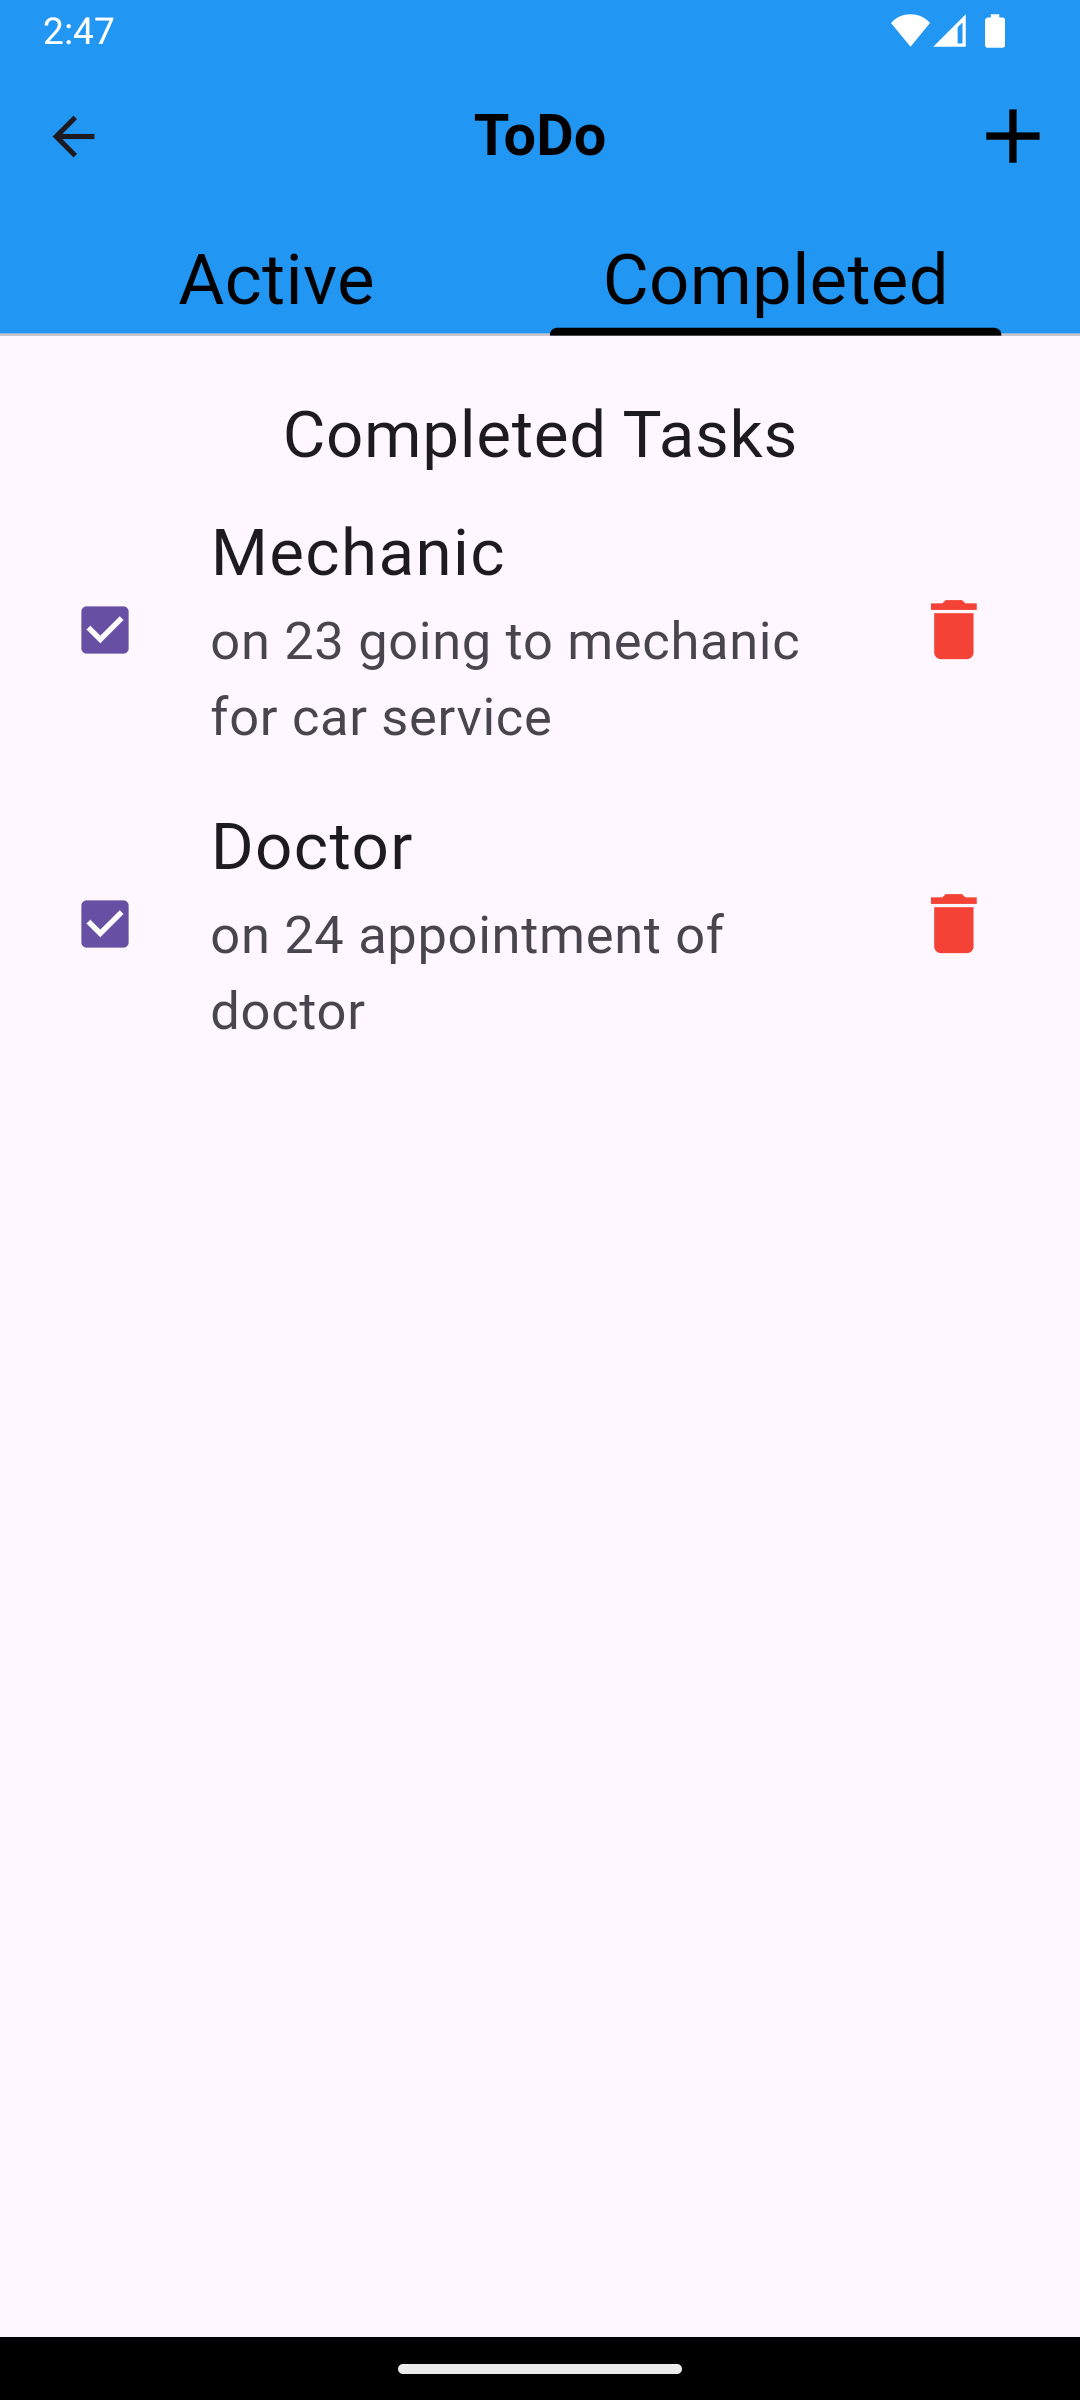 2:47
ToDo
Active
Completed
Completed Tasks
Mechanic
on 23 going to mechanic
for car service
Doctor
on 24 appointment of
doctor